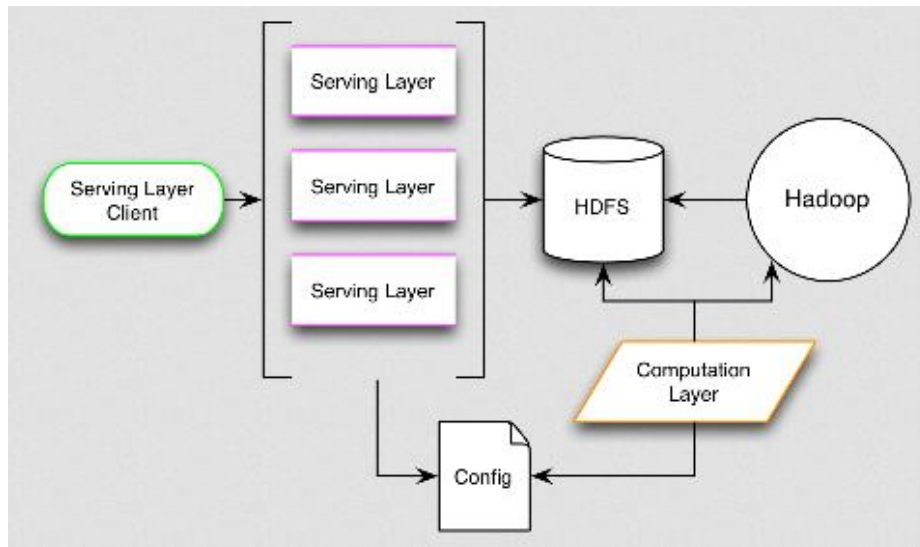 Serving Layer
Serving Layer
Client
Serving Layer
Serving Layer
HDFS
Hadoop
Computation
Layer
Config